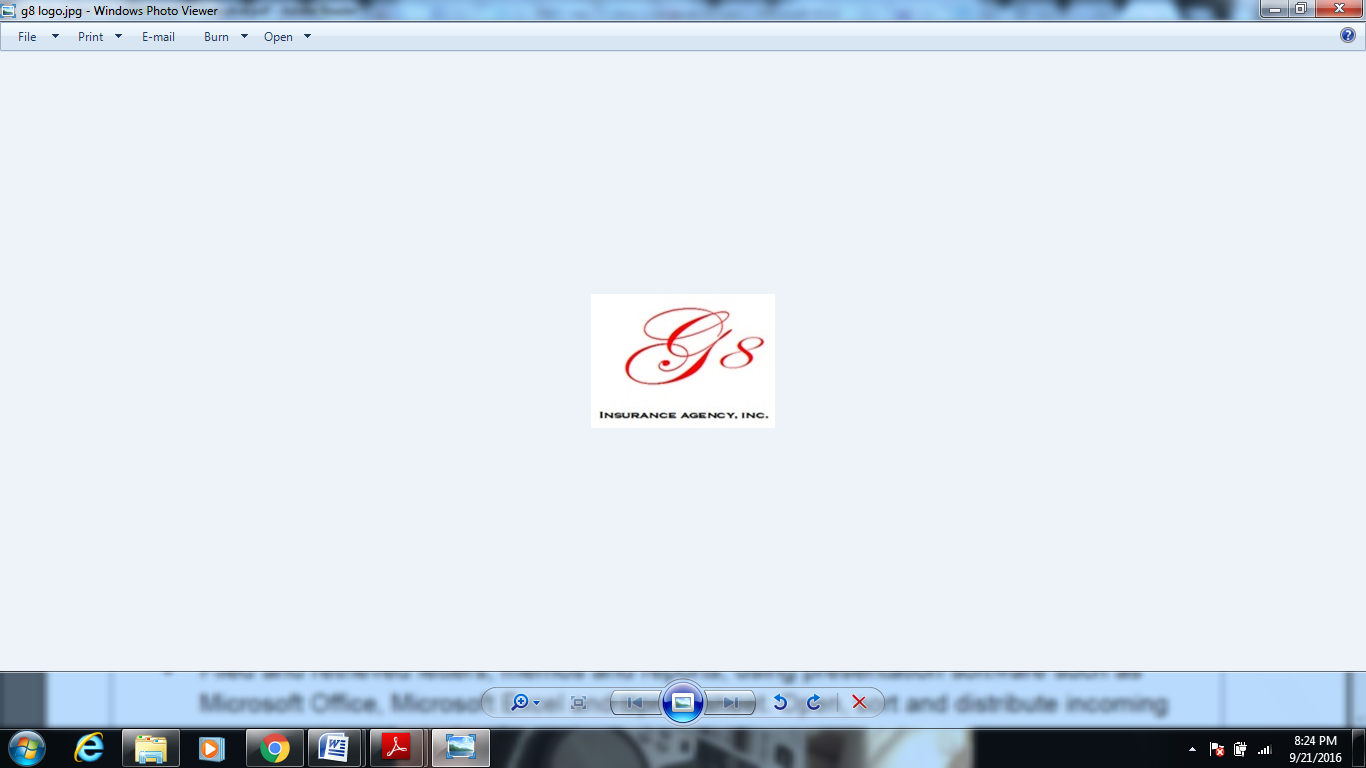 g8 logo.jpg - Windows Photo Viewer
File Print E-mail Burn Open
G8
INSURANCE AGENCY, INC.
Microsoft Office, Microsoft
and distribute incoming
8:24 PM
9/21/2016